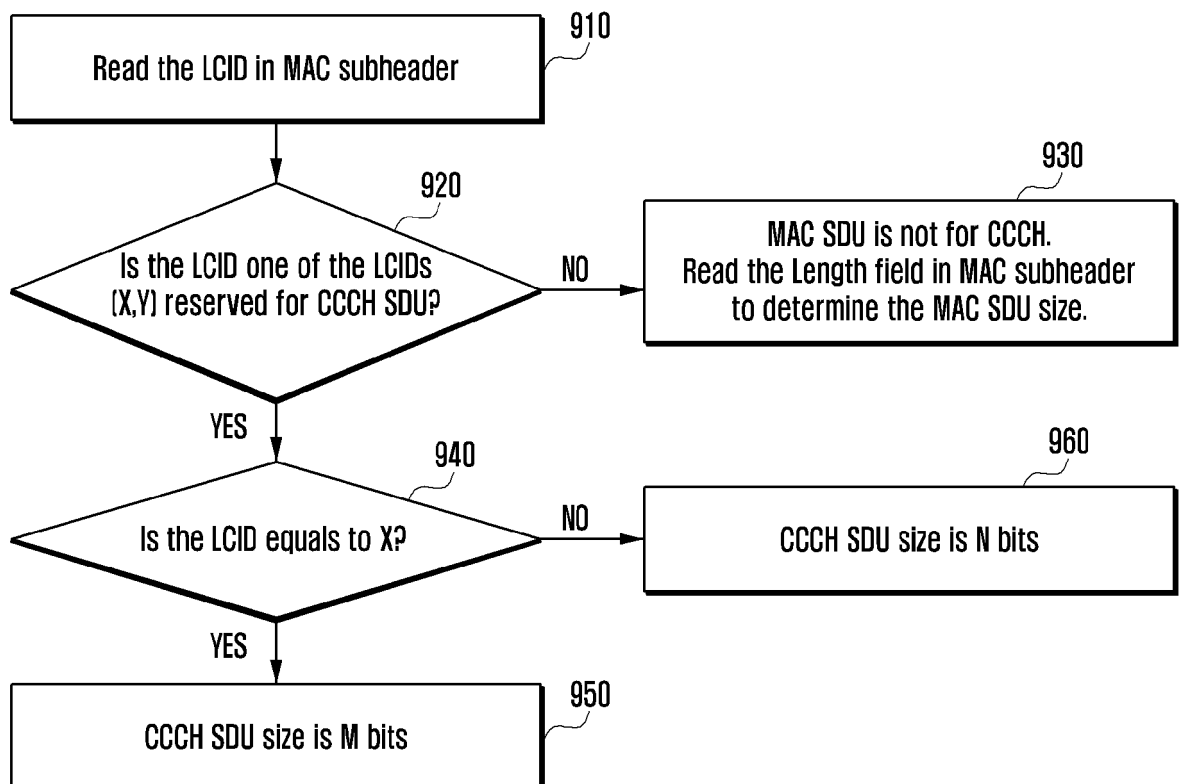 910
Read the LCID in MAC subheader
920
Is the LCID one of the LCIDs
(X,Y) reserved for CCCH SDU?
NO
930
MAC SDU is not for CCCH.
Read the Length field in MAC subheader
to determine the MAC SDU size.
YES
940
Is the LCID equals to X?
NO
960
CCCH SDU size is N bits
YES
950
CCCH SDU size is M bits